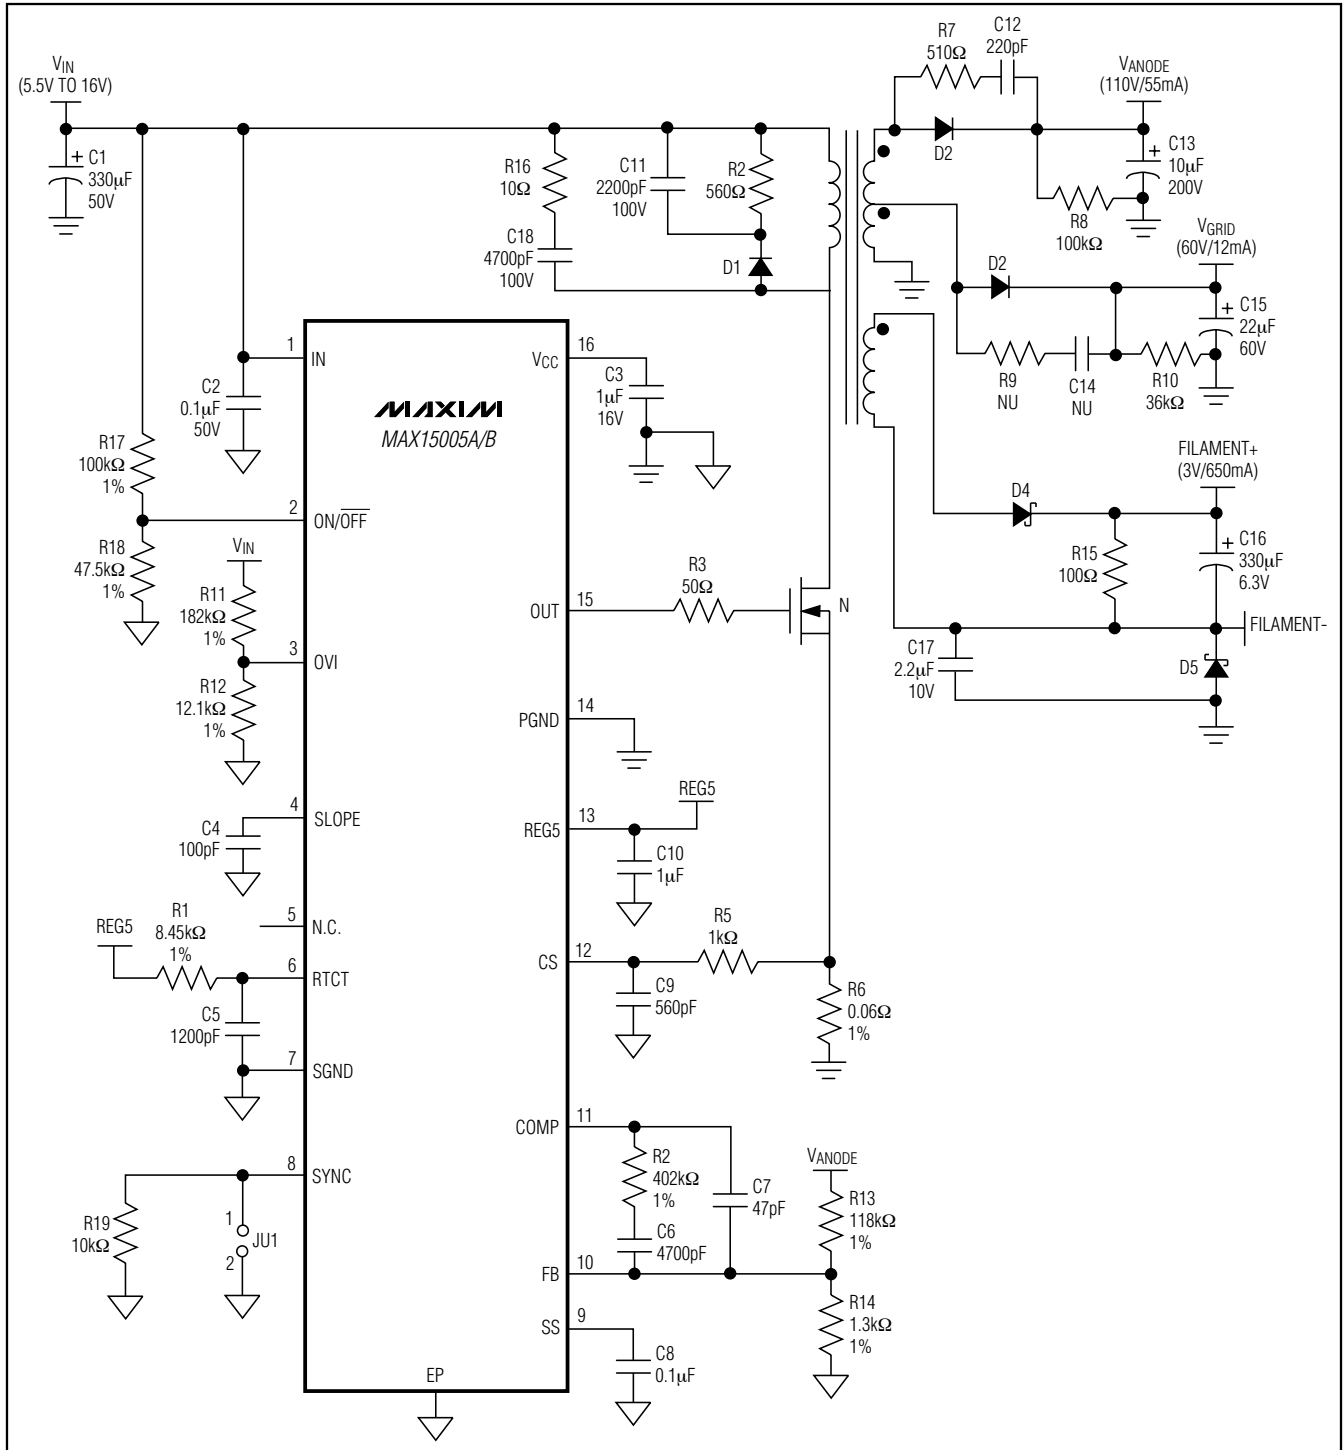 VIN
(5.5V TO 16V)
C1
330µF
50V
R7
510Ω
C12
220pF
VANODE
(110V/55mA)
D2
C13
10µF
200V
R8
100kΩ
R16
10Ω
C18
4700pF
100V
C11
2200pF
100V
R2
560Ω
D1
VGRID
(60V/12mA)
D2
C15
22µF
60V
R9
NU
C14
NU
R10
36kΩ
1
IN
C2
0.1µF
50V
MAXIM
MAX15005A/B
16
VCC
C3
1µF
16V
R17
100kΩ
1%
2
ON/OFF
R18
47.5kΩ
1%
VIN
R11
182kΩ
1%
3
OVI
R12
12.1kΩ
1%
FILAMENT+
(3V/650mA)
D4
R15
100Ω
C16
330µF
6.3V
FILAMENT-
C17
2.2µF
10V
D5
OUT
15
R3
50Ω
N
PGND
14
4
SLOPE
C4
100pF
REG5
13
REG5
C10
1µF
5
N.C.
REG5
R1
8.45kΩ
1%
6
RTCT
C5
1200pF
7
SGND
CS
12
R5
1kΩ
C9
560pF
R6
0.06Ω
1%
8
SYNC
R19
10kΩ
1
JU1
2
COMP
11
R2
402kΩ
1%
C7
47pF
C6
4700pF
VANODE
R13
118kΩ
1%
FB
10
R14
1.3kΩ
1%
SS
9
C8
0.1µF
EP